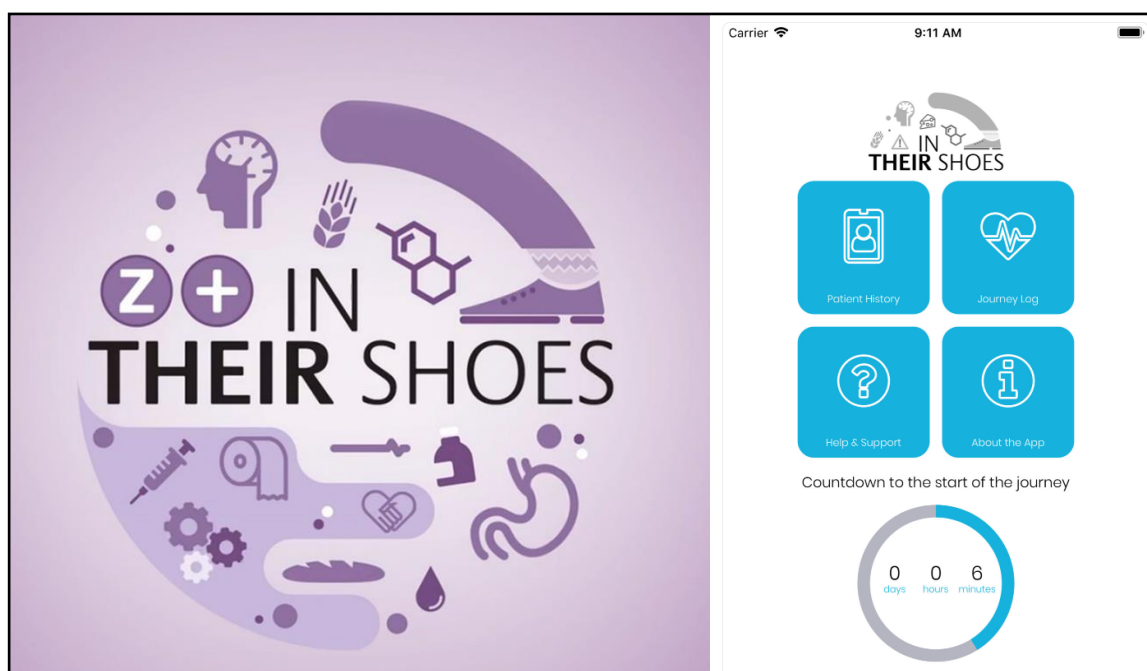 Z + IN
THEIR SHOES
Carrier
9:11 AM
IN
THEIR SHOES
Patient History
Journey Log
Help & Support
About the App
Countdown to the start of the journey
0 0 6
days hours minutes